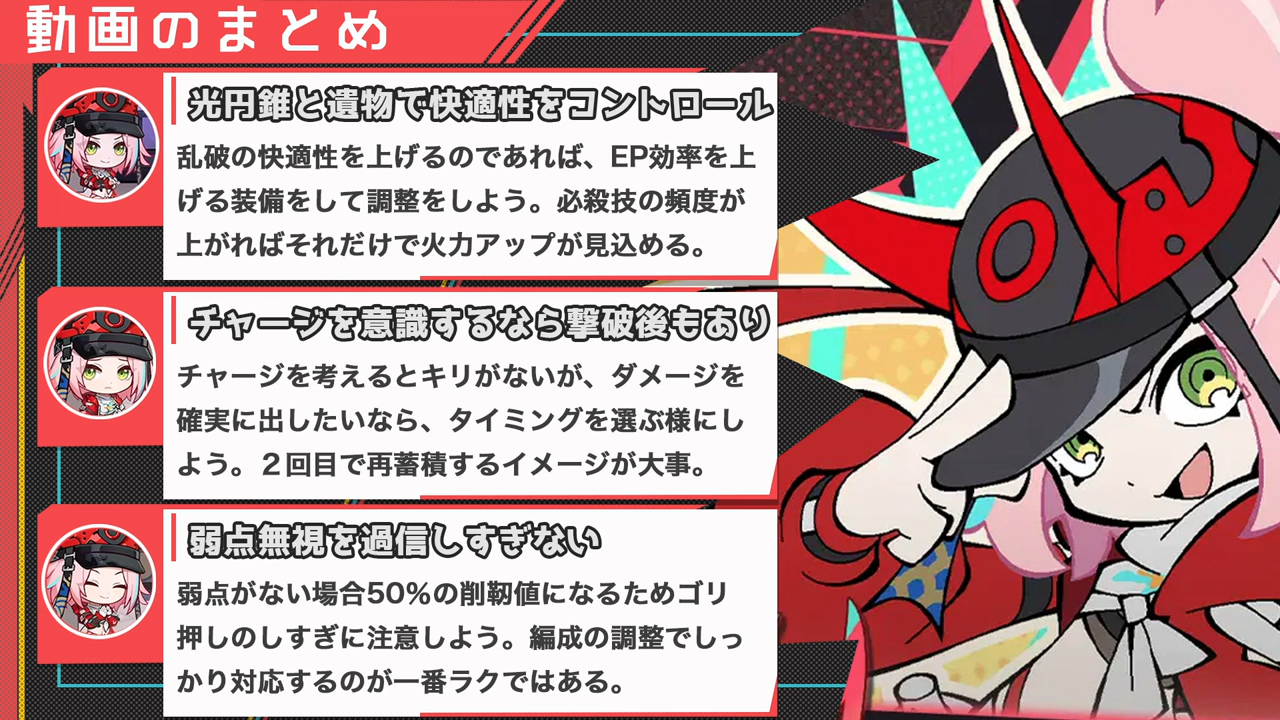 動画のまとめ
光円錐と遺物で快適性をコントロール
乱破の快適性を上げるのであれば、EP効率を上
げる装備をして調整をしよう。必殺技の頻度が
上がればそれだけで火力アップが見込める。
チャージを意識するなら撃破後もあり
チャージを考えるとキリがないが、ダメージを
確実に出したいなら、タイミングを選ぶ様にし
よう。２回目で再蓄積するイメージが大事。
弱点無視を過信しすぎない
弱点がない場合50%の削靭値になるためゴリ
押しのしすぎに注意しよう。編成の調整でしっ
かり対応するのが一番ラクではある。